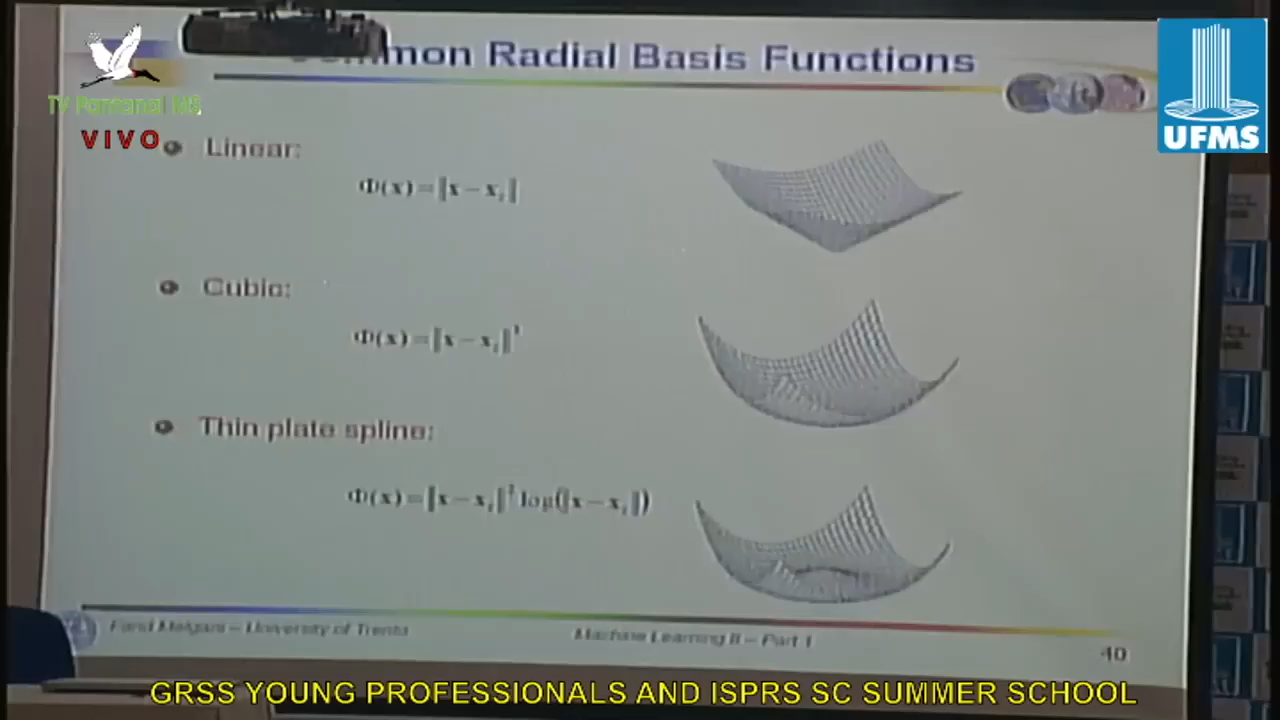 mon Radial Basis Functions
TV Pantanal MS
VIVO
UFMS
Linear:
Φ(x)=‖x−xᵢ‖
Cubic:
Φ(x)=‖x−xᵢ‖³
Thin plate spline:
Φ(x)=‖x−xᵢ‖² log(‖x−xᵢ‖)
Farid Melgani – University of Trento
Machine Learning II – Part 1
40
GRSS YOUNG PROFESSIONALS AND ISPRS SC SUMMER SCHOOL